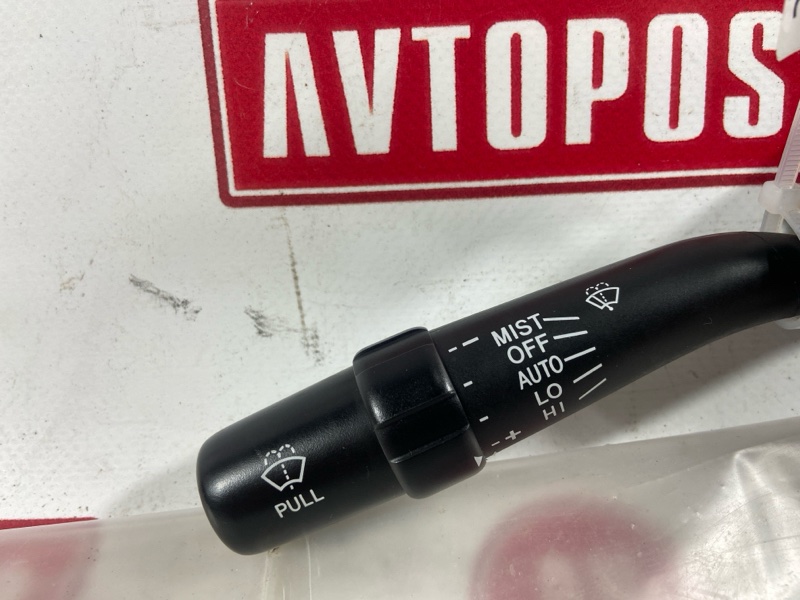 AVTOPOS
MIST
OFF
AUTO
LO
HI
- +
PULL